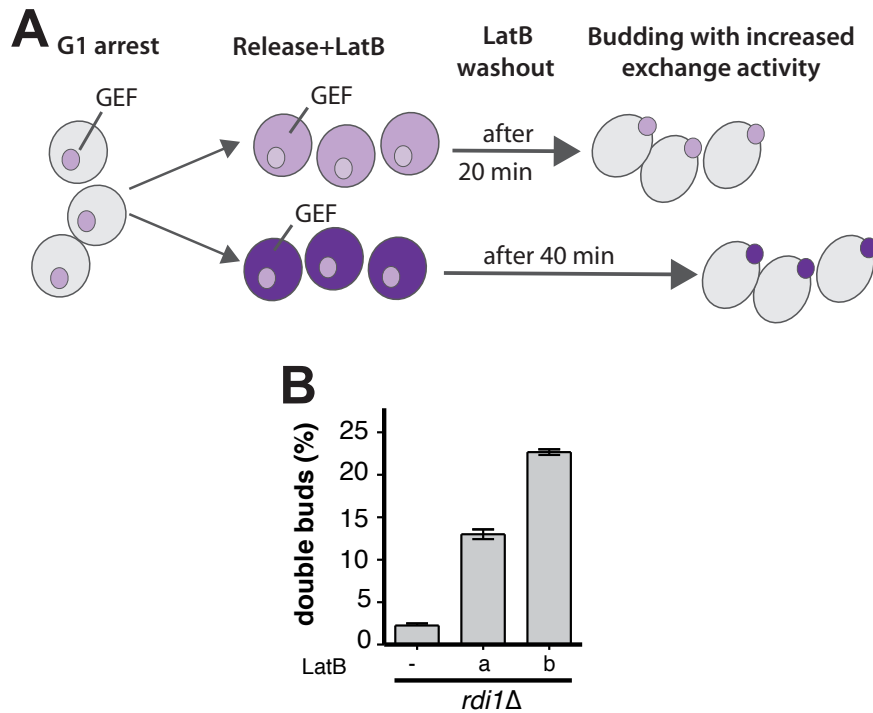 A
G1 arrest
Release+LatB
LatB
washout
Budding with increased
exchange activity
GEF
GEF
after
20 min
GEF
after 40 min
B
double buds (%)
25
20
15
10
5
0
LatB
- a b
rdi1Δ